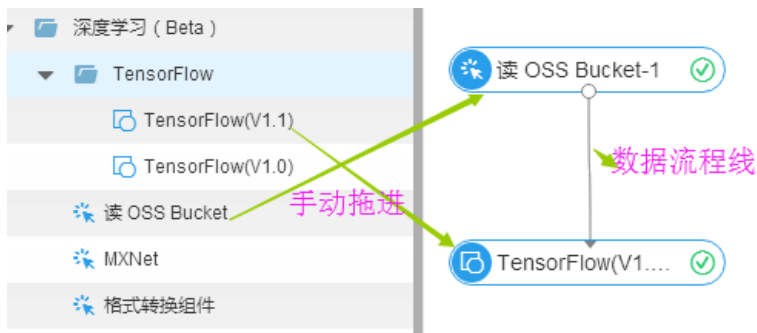 深度学习（Beta）
TensorFlow
TensorFlow(V1.1)
TensorFlow(V1.0)
读 OSS Bucket
MXNet
格式转换组件
手动拖进
读 OSS Bucket-1
数据流程线
TensorFlow(V1....